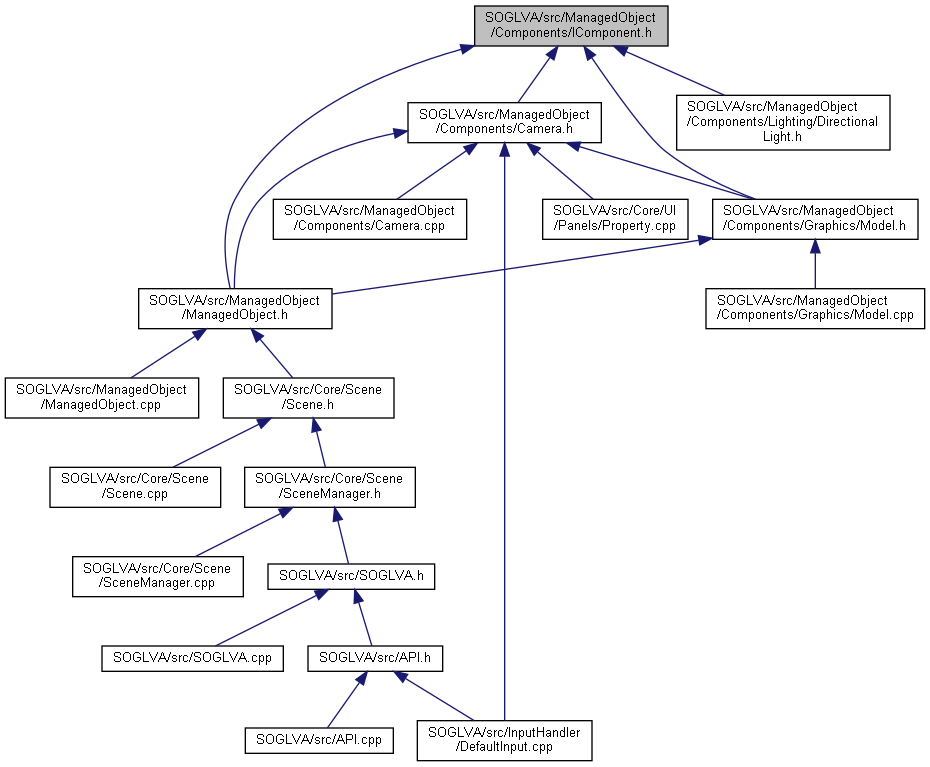 SOGLVA/src/ManagedObject
/Components/IComponent.h
SOGLVA/src/ManagedObject
/Components/Camera.h
SOGLVA/src/ManagedObject
/Components/Lighting/Directional
Light.h
SOGLVA/src/ManagedObject
/Components/Camera.cpp
SOGLVA/src/Core/UI
/Panels/Property.cpp
SOGLVA/src/ManagedObject
/Components/Graphics/Model.h
SOGLVA/src/ManagedObject
/ManagedObject.h
SOGLVA/src/ManagedObject
/Components/Graphics/Model.cpp
SOGLVA/src/ManagedObject
/ManagedObject.cpp
SOGLVA/src/Core/Scene
/Scene.h
SOGLVA/src/Core/Scene
/Scene.cpp
SOGLVA/src/Core/Scene
/SceneManager.h
SOGLVA/src/Core/Scene
/SceneManager.cpp
SOGLVA/src/SOGLVA.h
SOGLVA/src/SOGLVA.cpp
SOGLVA/src/API.h
SOGLVA/src/API.cpp
SOGLVA/src/InputHandler
/DefaultInput.cpp